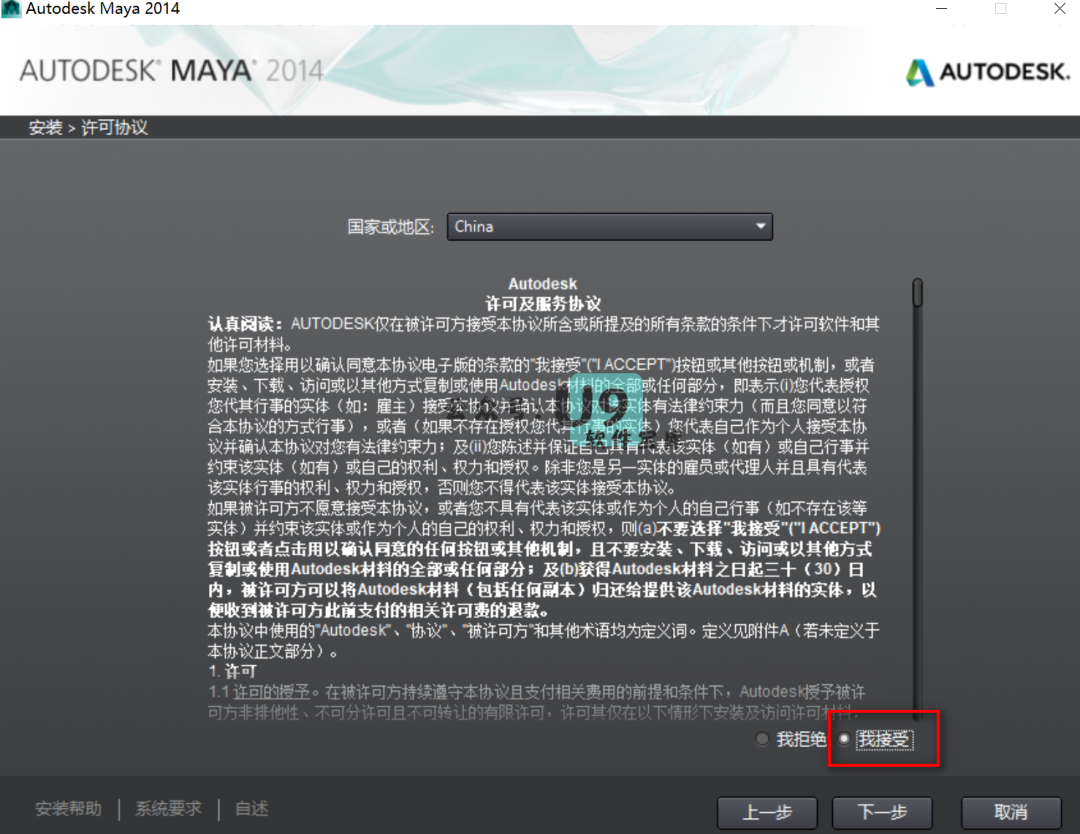 Autodesk Maya 2014
AUTODESK® MAYA® 2014
AUTODESK.
安装 > 许可协议
国家或地区: China
Autodesk
许可及服务协议
认真阅读：AUTODESK仅在被许可方接受本协议所含或所提及的所有条款的条件下才许可软件和其
他许可材料。
如果您选择用以确认同意本协议电子版的条款的"我接受"("I ACCEPT")按钮或其他按钮或机制，或者
安装、下载、访问或以其他方式复制或使用Autodesk材料的全部或任何部分，即表示(i)您代表授权
您代其行事的实体（如：雇主）接受本协议并确认本协议对该实体有法律约束力（而且您同意以符
合本协议的方式行事），或者（如果不存在授权您代其行事的实体）您代表自己作为个人接受本协
议并确认本协议对您有法律约束力；及(ii)您陈述并保证自己具有代表该实体（如有）或自己行事并
约束该实体（如有）或自己的权利、权力和授权。除非您是另一实体的雇员或代理人并且具有代表
该实体行事的权利、权力和授权，否则您不得代表该实体接受本协议。
如果被许可方不愿意接受本协议，或者您不具有代表该实体或作为个人的自己行事（如不存在该等
实体）并约束该实体或作为个人的自己的权利、权力和授权，则(a)不要选择"我接受"("I ACCEPT")
按钮或者点击用以确认同意的任何按钮或其他机制，且不要安装、下载、访问或以其他方式
复制或使用Autodesk材料的全部或任何部分；及(b)获得Autodesk材料之日起三十（30）日
内，被许可方可以将Autodesk材料（包括任何副本）归还给提供该Autodesk材料的实体，以
便收到被许可方此前支付的相关许可费的退款。
本协议中使用的"Autodesk"、"协议"、"被许可方"和其他术语均为定义词。定义见附件A（若未定义于
本协议正文部分）。
1. 许可
1.1 许可的授予。在被许可方持续遵守本协议且支付相关费用的前提和条件下，Autodesk授予被许
可方非排他性、不可分许可且不可转让的有限许可，许可其仅在以下情形下安装及访问许可材料：
公众号: U9
软件宝库
我拒绝 我接受
安装帮助 | 系统要求 | 自述
上一步 下一步 取消